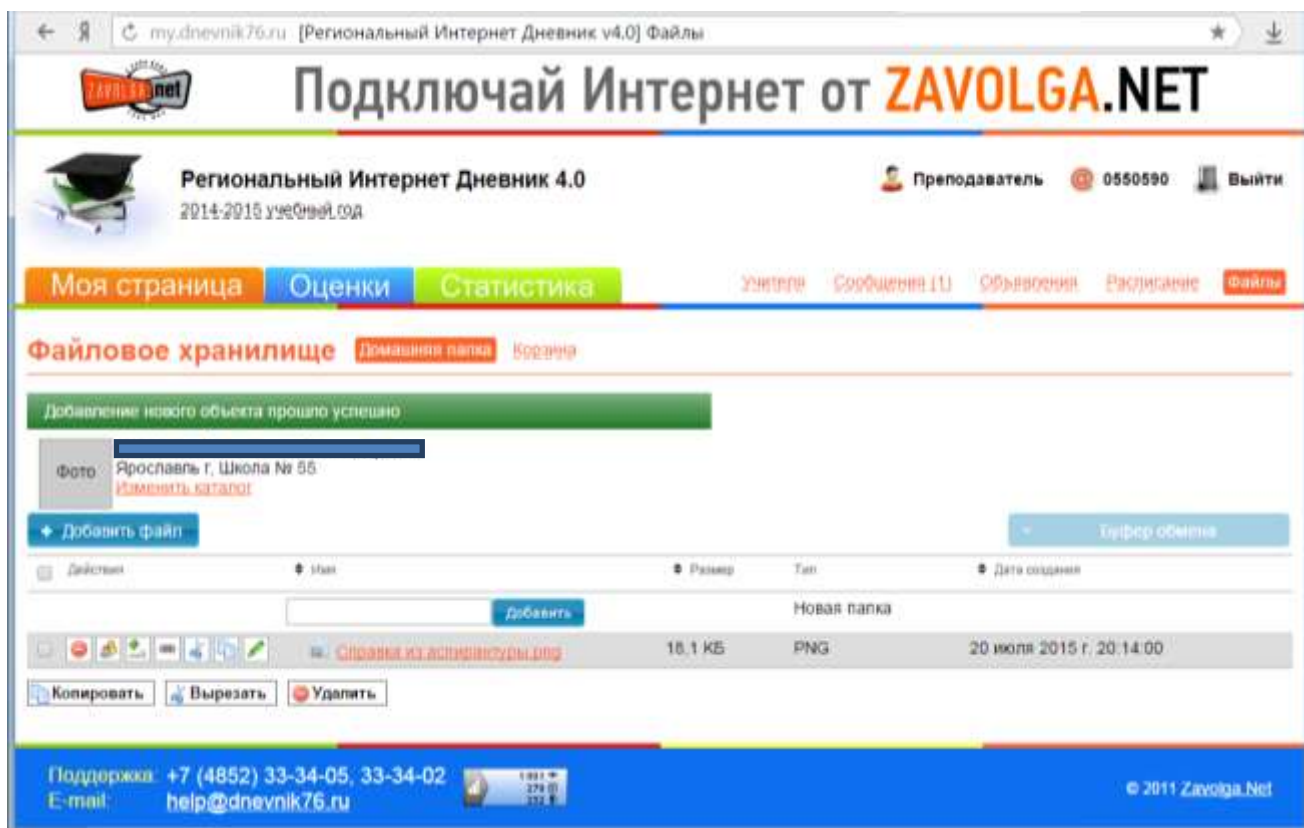 my.dnevnik76.ru [Региональный Интернет Дневник v4.0] Файлы
ZAVOLGA net Подключай Интернет от ZAVOLGA.NET
Региональный Интернет Дневник 4.0
2014-2015 учебный год
Преподаватель 0550590 Выйти
Моя страница Оценки Статистика Учителя Сообщения (1) Объявления Расписание Файлы
Файловое хранилище Домашняя папка Корзина
Добавление нового объекта прошло успешно
Фото
Ярославль г, Школа № 55
Изменить каталог
Добавить файл Буфер обмена
Действия Имя Размер Тип Дата создания
Добавить Новая папка
Справка из аспирантуры.png 18,1 КБ PNG 20 июля 2015 г. 20:14:00
Копировать Вырезать Удалить
Поддержка: +7 (4852) 33-34-05, 33-34-02
E-mail: help@dnevnik76.ru
© 2011 Zavolga.Net